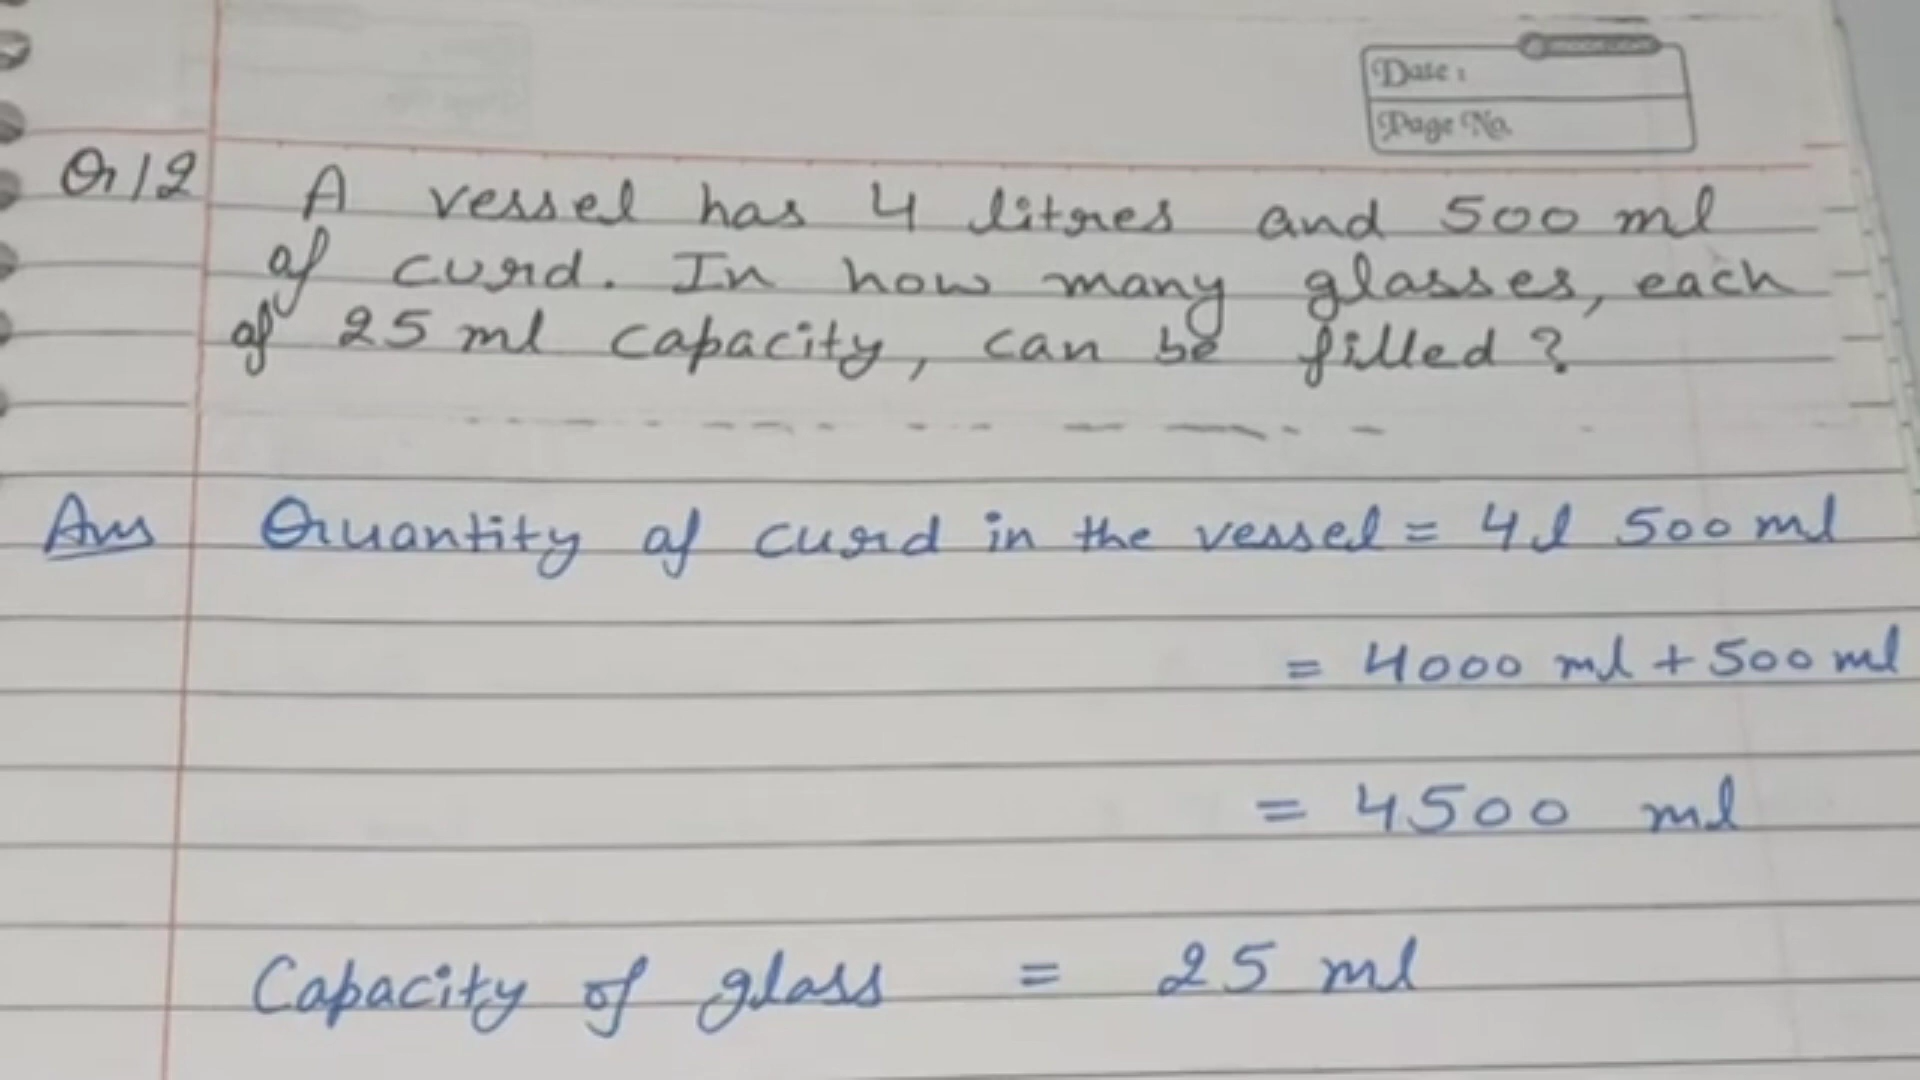 Date :
Page No.
Q 12 A vessel has 4 litres and 500 ml
of curd. In how many glasses, each
of 25 ml capacity, can be filled?
Ans Quantity of curd in the vessel = 4 l 500 ml
= 4000 ml + 500 ml
= 4500 ml
Capacity of glass = 25 ml